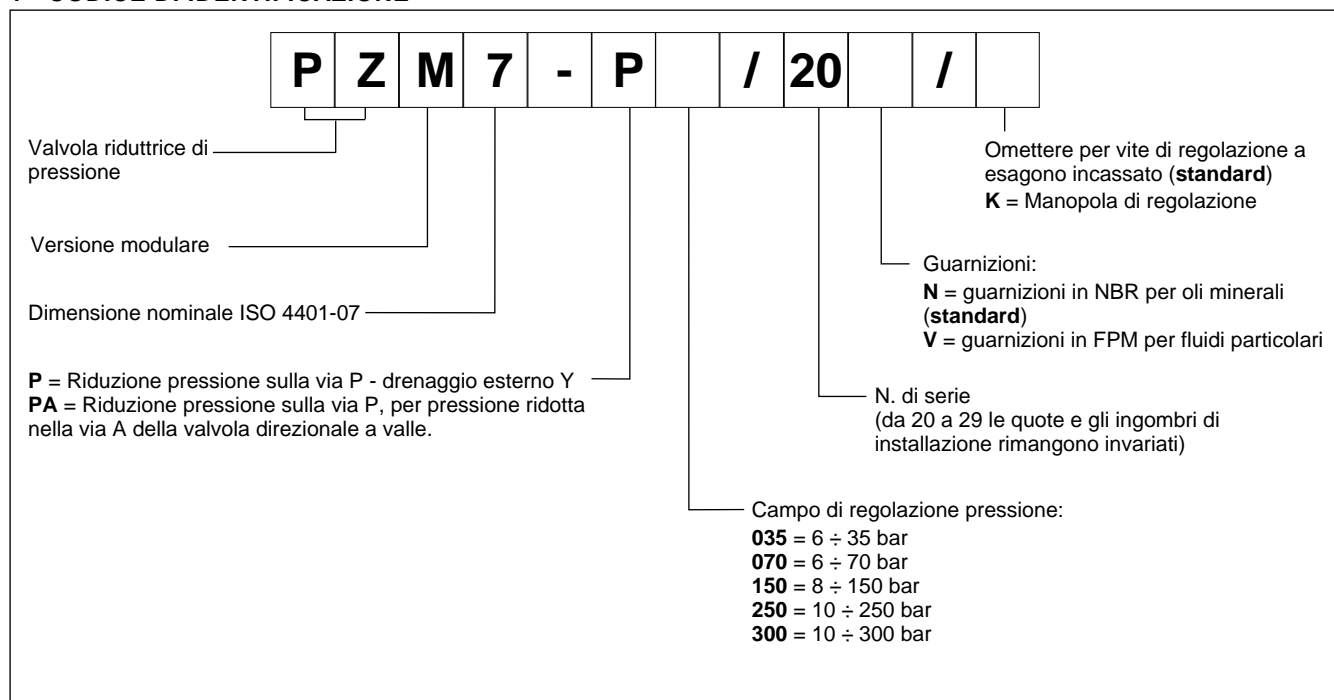 P Z M 7 - P / 20 /
Valvola riduttrice di
pressione
Versione modulare
Dimensione nominale ISO 4401-07
P = Riduzione pressione sulla via P - drenaggio esterno Y
PA = Riduzione pressione sulla via P, per pressione ridotta
nella via A della valvola direzionale a valle.
Omettere per vite di regolazione a
esagono incassato (standard)
K = Manopola di regolazione
Guarnizioni:
N = guarnizioni in NBR per oli minerali
(standard)
V = guarnizioni in FPM per fluidi particolari
N. di serie
(da 20 a 29 le quote e gli ingombri di
installazione rimangono invariati)
Campo di regolazione pressione:
035 = 6 ÷ 35 bar
070 = 6 ÷ 70 bar
150 = 8 ÷ 150 bar
250 = 10 ÷ 250 bar
300 = 10 ÷ 300 bar